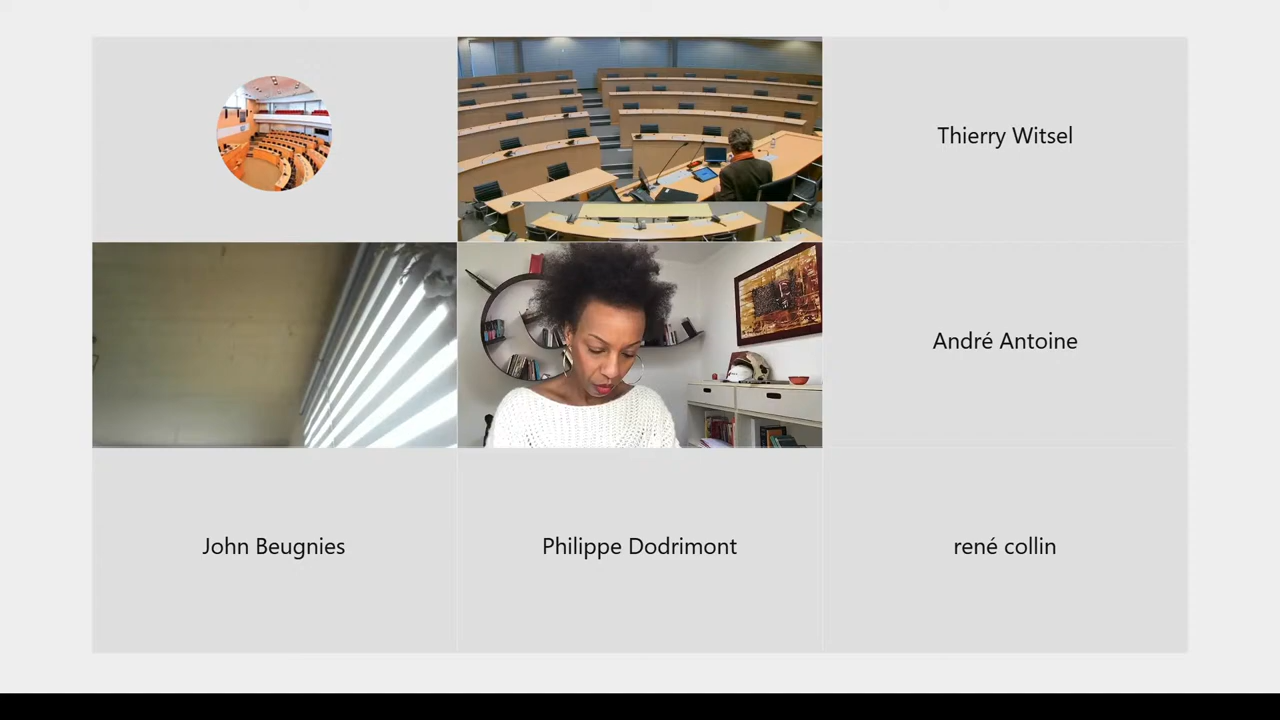 Thierry Witsel
André Antoine
John Beugnies
Philippe Dodrimont
rené collin